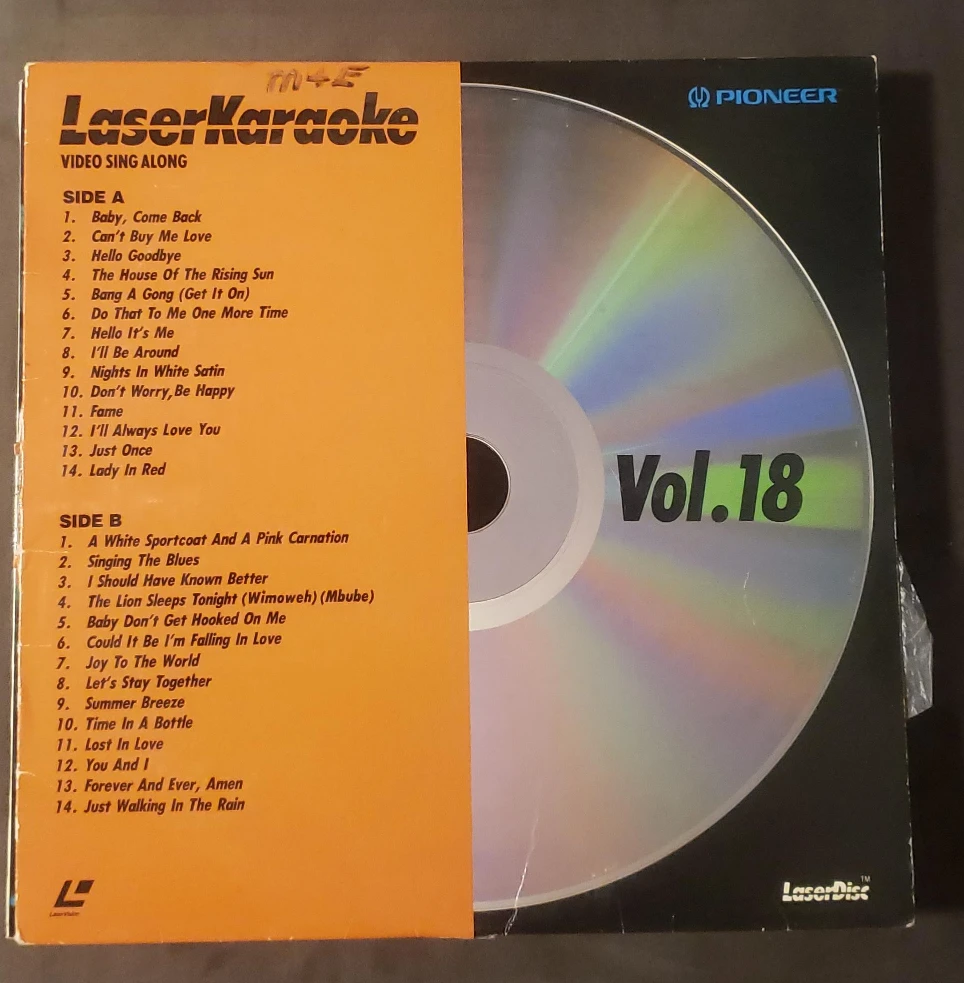 m+E
LaserKaraoke
VIDEO SING ALONG
PIONEER
SIDE A
1. Baby, Come Back
2. Can't Buy Me Love
3. Hello Goodbye
4. The House Of The Rising Sun
5. Bang A Gong (Get It On)
6. Do That To Me One More Time
7. Hello It's Me
8. I'll Be Around
9. Nights In White Satin
10. Don't Worry,Be Happy
11. Fame
12. I'll Always Love You
13. Just Once
14. Lady In Red
SIDE B
1. A White Sportcoat And A Pink Carnation
2. Singing The Blues
3. I Should Have Known Better
4. The Lion Sleeps Tonight (Wimoweh) (Mbube)
5. Baby Don't Get Hooked On Me
6. Could It Be I'm Falling In Love
7. Joy To The World
8. Let's Stay Together
9. Summer Breeze
10. Time In A Bottle
11. Lost In Love
12. You And I
13. Forever And Ever, Amen
14. Just Walking In The Rain
Vol.18
LaserVision
LaserDisc TM